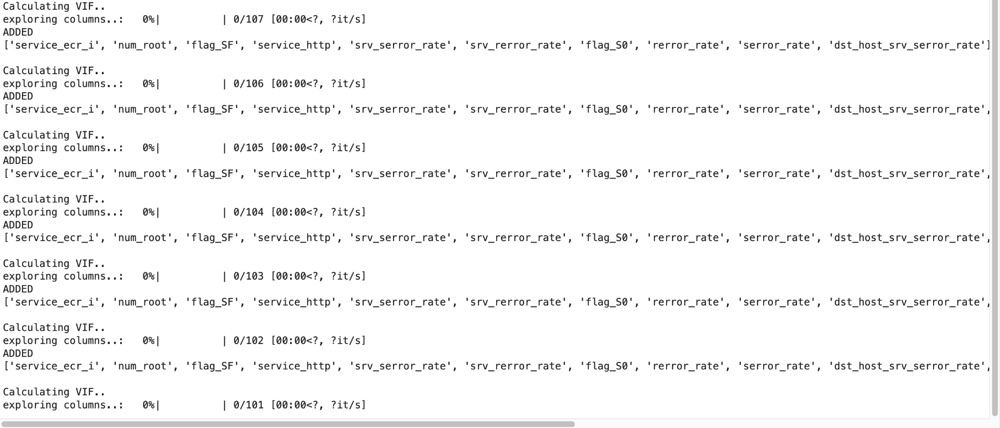 Calculating VIF..
exploring columns..:   0%|          | 0/107 [00:00<?, ?it/s]
ADDED
['service_ecr_i', 'num_root', 'flag_SF', 'service_http', 'srv_serror_rate', 'srv_rerror_rate', 'flag_S0', 'rerror_rate', 'serror_rate', 'dst_host_srv_serror_rate']
Calculating VIF..
exploring columns..:   0%|          | 0/106 [00:00<?, ?it/s]
ADDED
['service_ecr_i', 'num_root', 'flag_SF', 'service_http', 'srv_serror_rate', 'srv_rerror_rate', 'flag_S0', 'rerror_rate', 'serror_rate', 'dst_host_srv_serror_rate',
Calculating VIF..
exploring columns..:   0%|          | 0/105 [00:00<?, ?it/s]
ADDED
['service_ecr_i', 'num_root', 'flag_SF', 'service_http', 'srv_serror_rate', 'srv_rerror_rate', 'flag_S0', 'rerror_rate', 'serror_rate', 'dst_host_srv_serror_rate',
Calculating VIF..
exploring columns..:   0%|          | 0/104 [00:00<?, ?it/s]
ADDED
['service_ecr_i', 'num_root', 'flag_SF', 'service_http', 'srv_serror_rate', 'srv_rerror_rate', 'flag_S0', 'rerror_rate', 'serror_rate', 'dst_host_srv_serror_rate',
Calculating VIF..
exploring columns..:   0%|          | 0/103 [00:00<?, ?it/s]
ADDED
['service_ecr_i', 'num_root', 'flag_SF', 'service_http', 'srv_serror_rate', 'srv_rerror_rate', 'flag_S0', 'rerror_rate', 'serror_rate', 'dst_host_srv_serror_rate',
Calculating VIF..
exploring columns..:   0%|          | 0/102 [00:00<?, ?it/s]
ADDED
['service_ecr_i', 'num_root', 'flag_SF', 'service_http', 'srv_serror_rate', 'srv_rerror_rate', 'flag_S0', 'rerror_rate', 'serror_rate', 'dst_host_srv_serror_rate',
Calculating VIF..
exploring columns..:   0%|          | 0/101 [00:00<?, ?it/s]